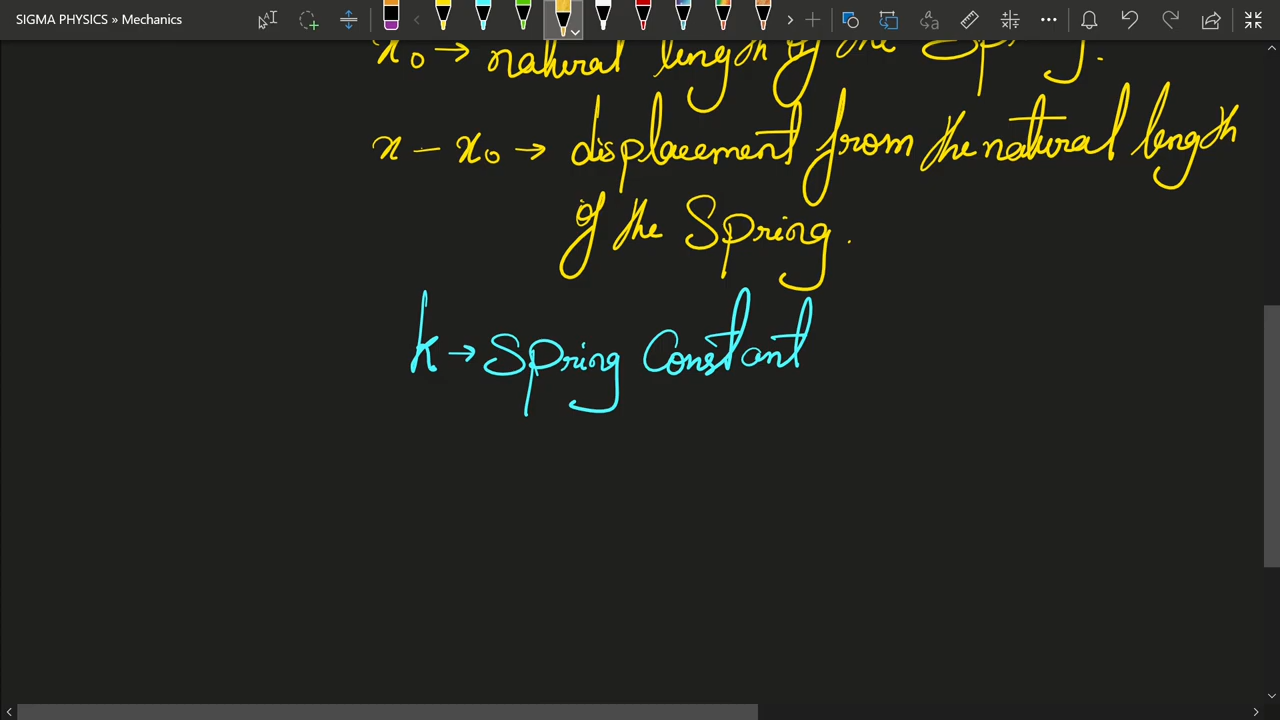 SIGMA PHYSICS » Mechanics
x₀ → natural length of the Spring.
x - x₀ → displacement from the natural length
of the Spring.
k → Spring Constant